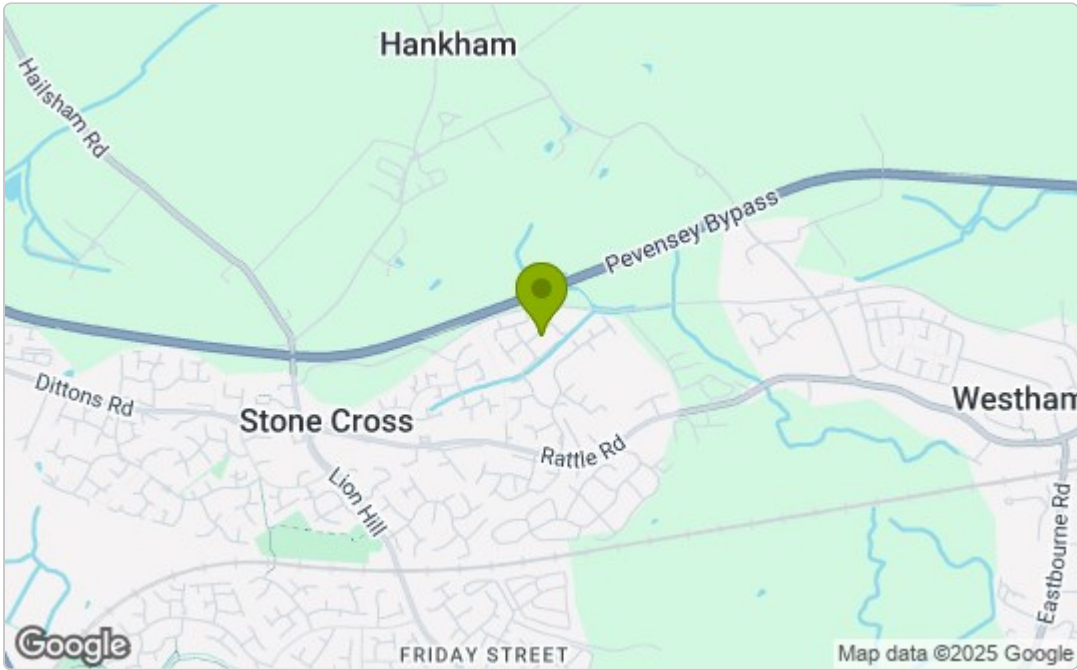 Hankham
Hailsham Rd
Pevensey Bypass
Dittons Rd
Stone Cross
Westham
Rattle Rd
Lion Hill
Eastbourne Rd
FRIDAY STREET
Google
Map data ©2025 Google